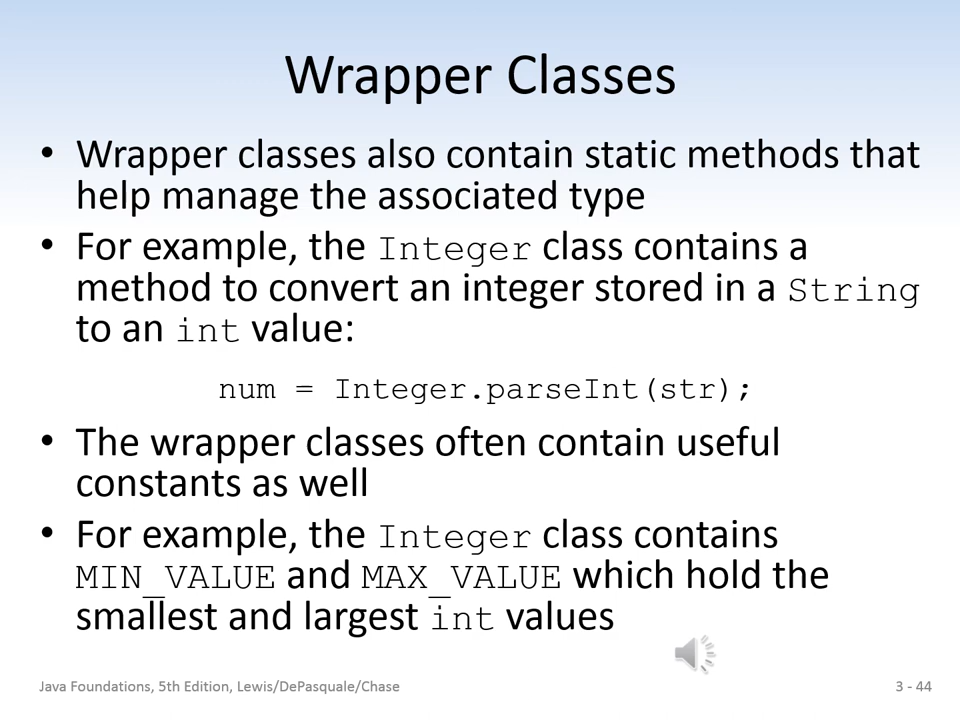 Wrapper Classes
• Wrapper classes also contain static methods that
help manage the associated type
• For example, the Integer class contains a
method to convert an integer stored in a String
to an int value:
num = Integer.parseInt(str);
• The wrapper classes often contain useful
constants as well
• For example, the Integer class contains
MIN_VALUE and MAX_VALUE which hold the
smallest and largest int values
Java Foundations, 5th Edition, Lewis/DePasquale/Chase
3 - 44